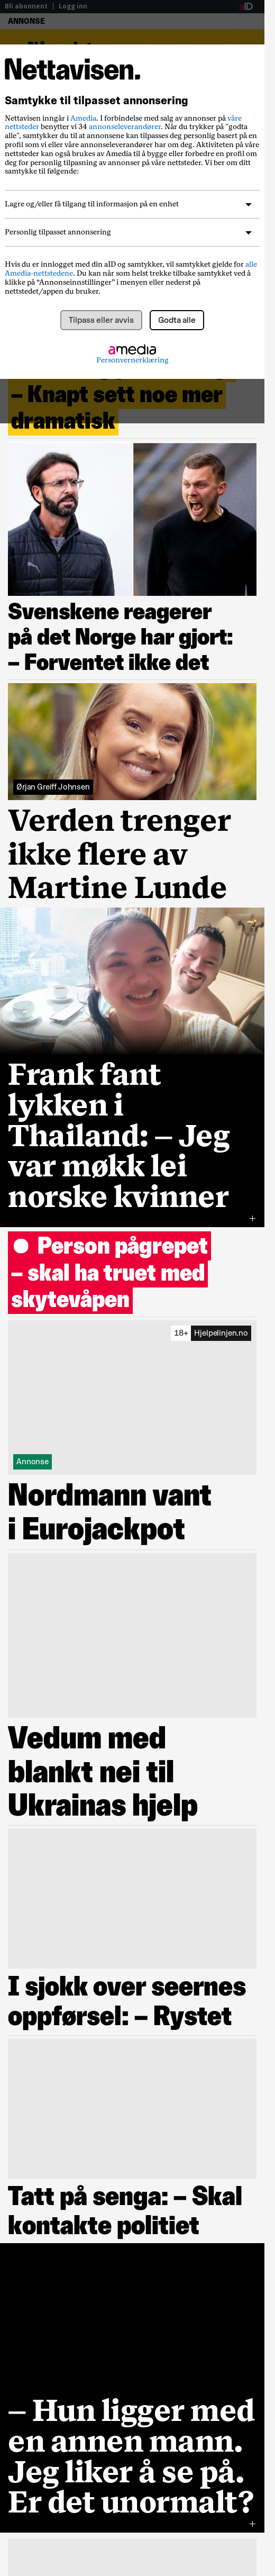 Bli abonnent | Logg inn
aID
ANNONSE
Nettavisen.
Samtykke til tilpasset annonsering
Nettavisen inngår i Amedia. I forbindelse med salg av annonser på våre
nettsteder benytter vi 34 annonseleverandører. Når du trykker på "godta
alle", samtykker du til at annonsene kan tilpasses deg personlig basert på en
profil som vi eller våre annonseleverandører har om deg. Aktiviteten på våre
nettsteder kan også brukes av Amedia til å bygge eller forbedre en profil om
deg for personlig tilpasning av annonser på våre nettsteder. Vi ber om ditt
samtykke til følgende:
Lagre og/eller få tilgang til informasjon på en enhet
Personlig tilpasset annonsering
Hvis du er innlogget med din aID og samtykker, vil samtykket gjelde for alle
Amedia-nettstedene. Du kan når som helst trekke tilbake samtykket ved å
klikke på “Annonseinnstillinger” i menyen nederst på
nettstedet/appen du bruker.
Tilpass eller avvis
Godta alle
amedia
Personvernerklæring
– Knapt sett noe mer
dramatisk
Svenskene reagerer
på det Norge har gjort:
– Forventet ikke det
Ørjan Greiff Johnsen
Verden trenger
ikke flere av
Martine Lunde
Frank fant
lykken i
Thailand: – Jeg
var møkk lei
norske kvinner
Person pågrepet
– skal ha truet med
skytevåpen
18+ Hjelpelinjen.no
Annonse
Nordmann vant
i Eurojackpot
Vedum med
blankt nei til
Ukrainas hjelp
I sjokk over seernes
oppførsel: – Rystet
Tatt på senga: – Skal
kontakte politiet
– Hun ligger med
en annen mann.
Jeg liker å se på.
Er det unormalt?